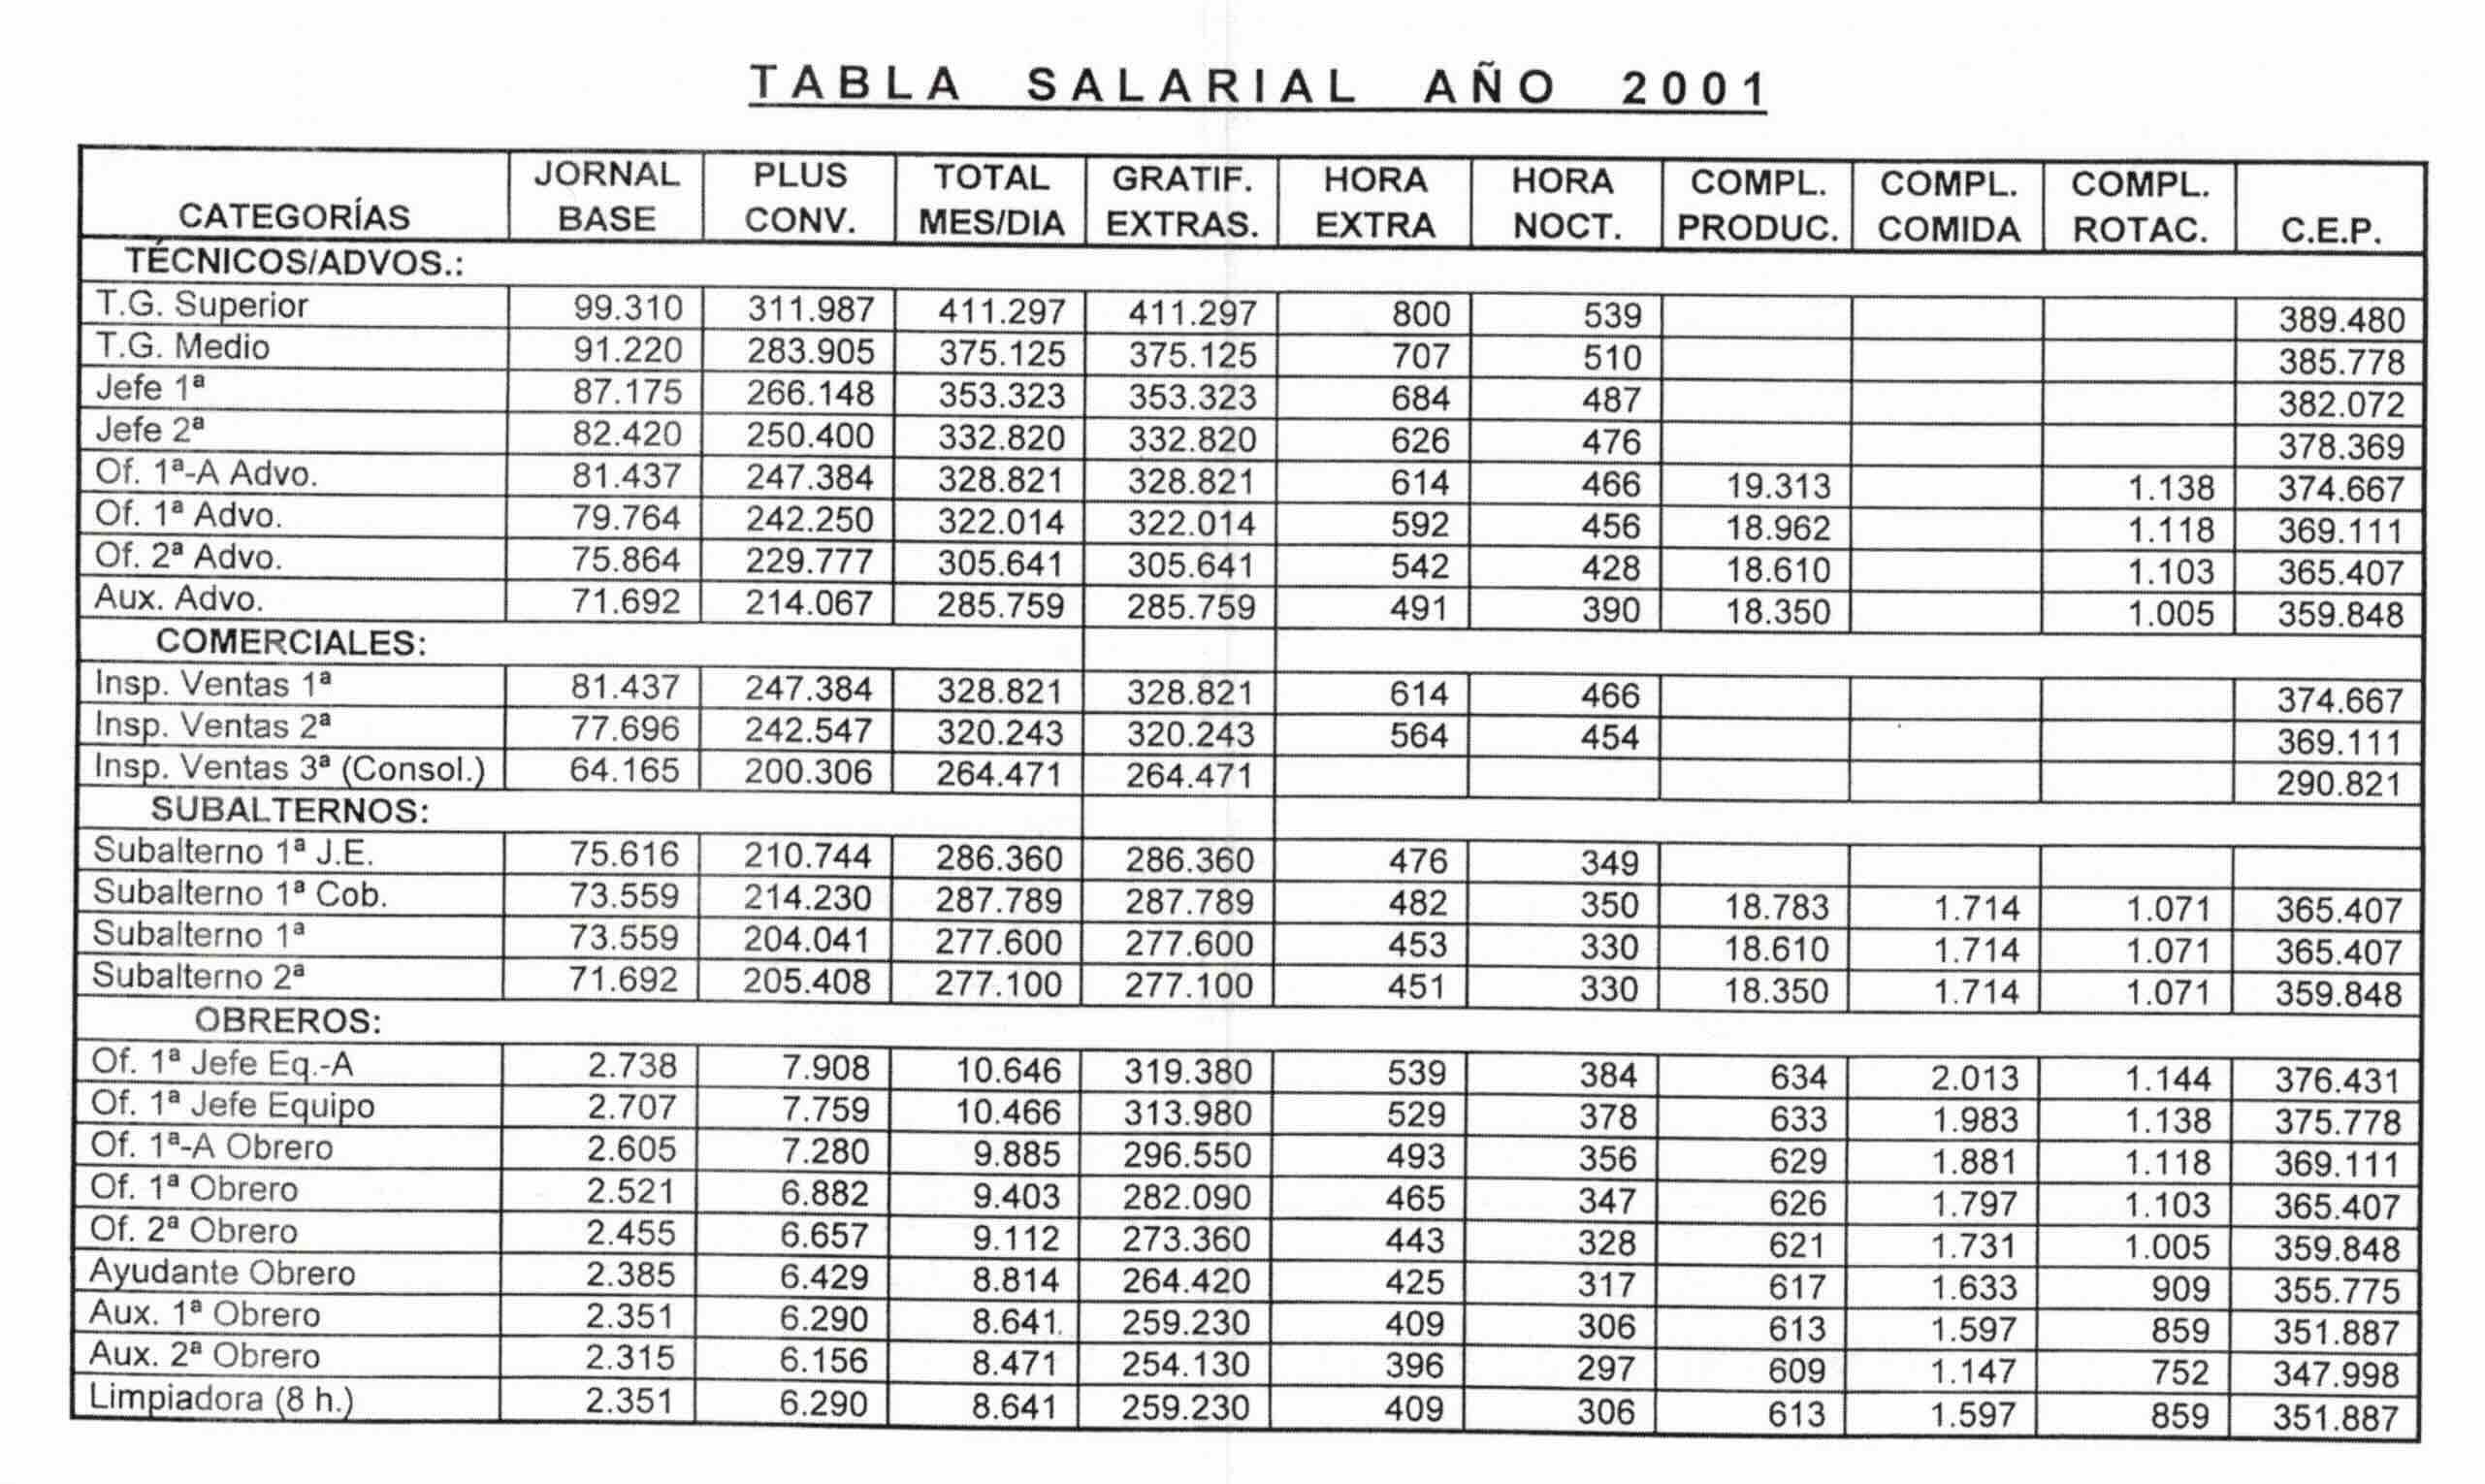 TABLA SALARIAL AÑO 2001
CATEGORÍAS JORNAL BASE PLUS CONV. TOTAL MES/DIA GRATIF. EXTRAS. HORA EXTRA HORA NOCT. COMPL. PRODUC. COMPL. COMIDA COMPL. ROTAC. C.E.P.
TÉCNICOS/ADVOS.:
T.G. Superior 99.310 311.987 411.297 411.297 800 539 389.480
T.G. Medio 91.220 283.905 375.125 375.125 707 510 385.778
Jefe 1ª 87.175 266.148 353.323 353.323 684 487 382.072
Jefe 2ª 82.420 250.400 332.820 332.820 626 476 378.369
Of. 1ª-A Advo. 81.437 247.384 328.821 328.821 614 466 19.313 1.138 374.667
Of. 1ª Advo. 79.764 242.250 322.014 322.014 592 456 18.962 1.118 369.111
Of. 2ª Advo. 75.864 229.777 305.641 305.641 542 428 18.610 1.103 365.407
Aux. Advo. 71.692 214.067 285.759 285.759 491 390 18.350 1.005 359.848
COMERCIALES:
Insp. Ventas 1ª 81.437 247.384 328.821 328.821 614 466 374.667
Insp. Ventas 2ª 77.696 242.547 320.243 320.243 564 454 369.111
Insp. Ventas 3ª (Consol.) 64.165 200.306 264.471 264.471 290.821
SUBALTERNOS:
Subalterno 1ª J.E. 75.616 210.744 286.360 286.360 476 349
Subalterno 1ª Cob. 73.559 214.230 287.789 287.789 482 350 18.783 1.714 1.071 365.407
Subalterno 1ª 73.559 204.041 277.600 277.600 453 330 18.610 1.714 1.071 365.407
Subalterno 2ª 71.692 205.408 277.100 277.100 451 330 18.350 1.714 1.071 359.848
OBREROS:
Of. 1ª Jefe Eq.-A 2.738 7.908 10.646 319.380 539 384 634 2.013 1.144 376.431
Of. 1ª Jefe Equipo 2.707 7.759 10.466 313.980 529 378 633 1.983 1.138 375.778
Of. 1ª-A Obrero 2.605 7.280 9.885 296.550 493 356 629 1.881 1.118 369.111
Of. 1ª Obrero 2.521 6.882 9.403 282.090 465 347 626 1.797 1.103 365.407
Of. 2ª Obrero 2.455 6.657 9.112 273.360 443 328 621 1.731 1.005 359.848
Ayudante Obrero 2.385 6.429 8.814 264.420 425 317 617 1.633 909 355.775
Aux. 1ª Obrero 2.351 6.290 8.641 259.230 409 306 613 1.597 859 351.887
Aux. 2ª Obrero 2.315 6.156 8.471 254.130 396 297 609 1.147 752 347.998
Limpiadora (8 h.) 2.351 6.290 8.641 259.230 409 306 613 1.597 859 351.887